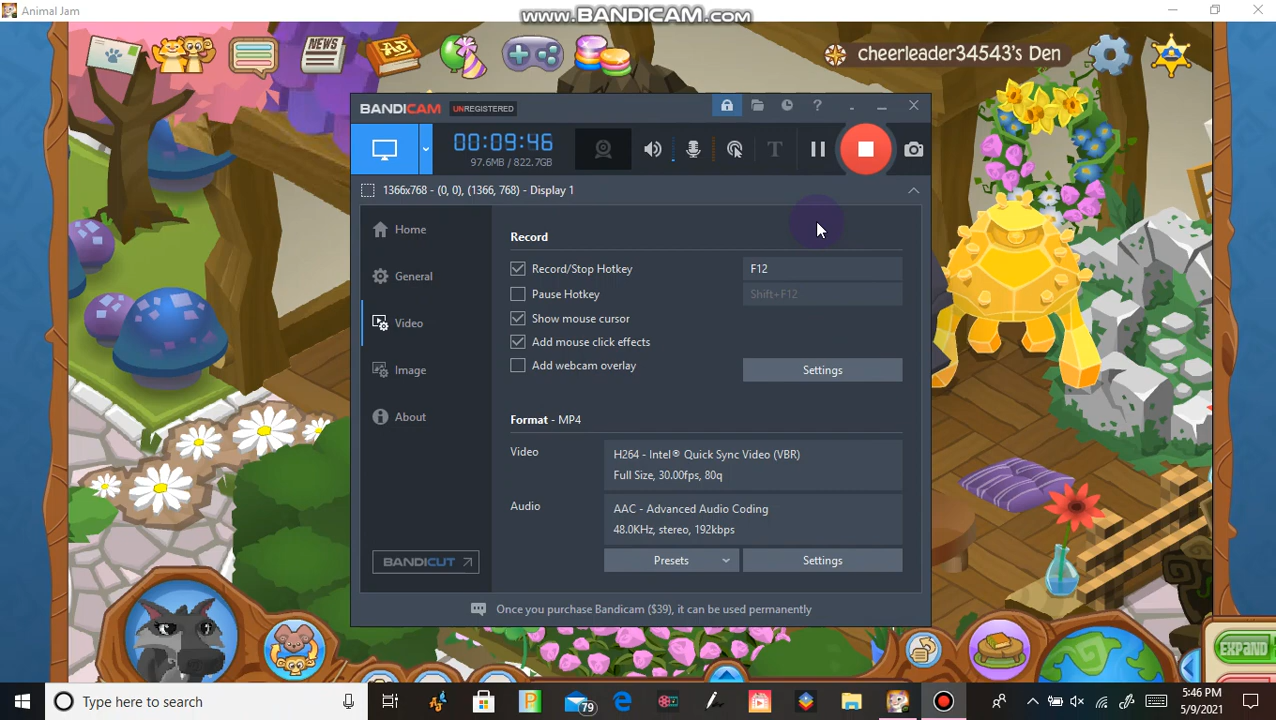 Animal Jam
www.BANDICAM.com
NEWS
AJ
cheerleader34543's Den
BANDICAM UNREGISTERED
00:09:46
97.6MB / 822.7GB
1366x768 - (0, 0), (1366, 768) - Display 1
Home
General
Video
Image
About
BANDICUT
Record
Record/Stop Hotkey F12
Pause Hotkey Shift+F12
Show mouse cursor
Add mouse click effects
Add webcam overlay
Settings
Format - MP4
Video H264 - Intel® Quick Sync Video (VBR)
Full Size, 30.00fps, 80q
Audio AAC - Advanced Audio Coding
48.0KHz, stereo, 192kbps
Presets Settings
Once you purchase Bandicam ($39), it can be used permanently
EXPAND
Type here to search
79
5:46 PM
5/9/2021